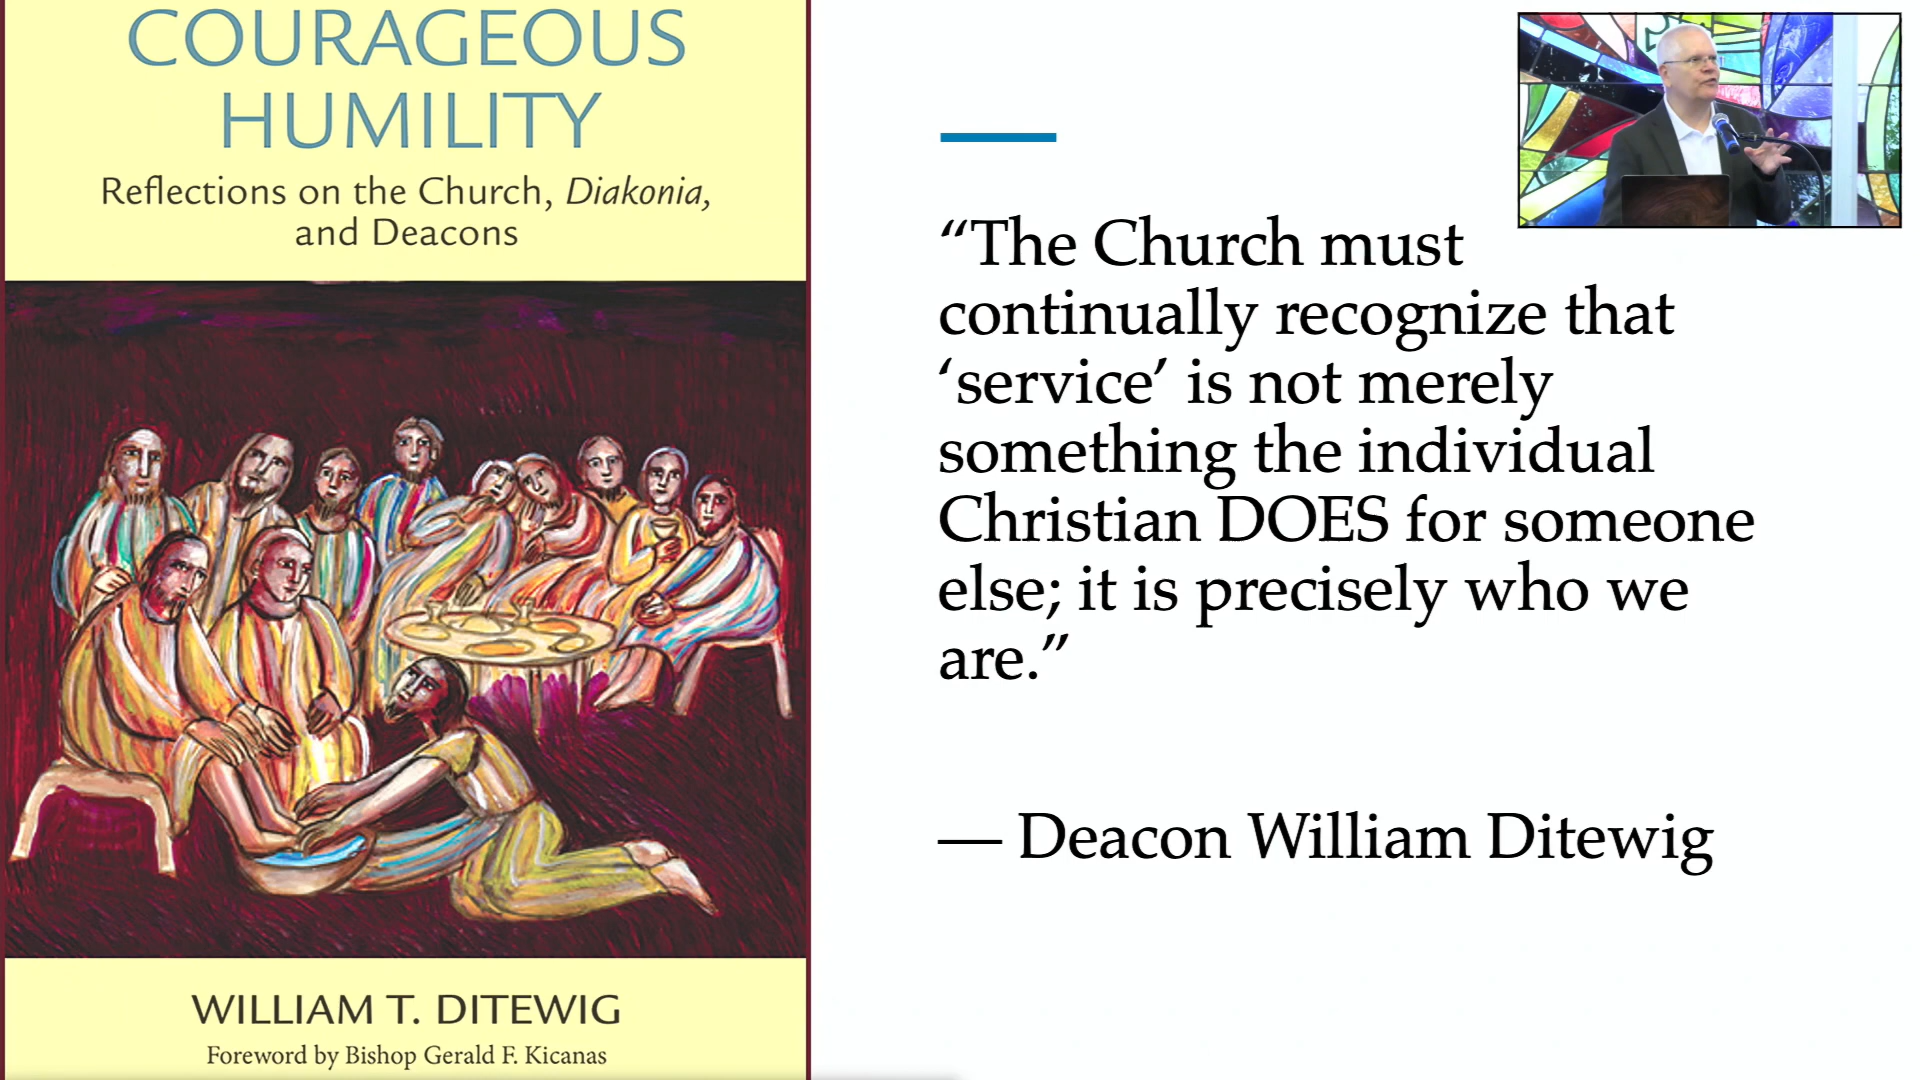 COURAGEOUS
HUMILITY
Reflections on the Church, Diakonia,
and Deacons
WILLIAM T. DITEWIG
Foreword by Bishop Gerald F. Kicanas
“The Church must
continually recognize that
‘service’ is not merely
something the individual
Christian DOES for someone
else; it is precisely who we
are.”
— Deacon William Ditewig